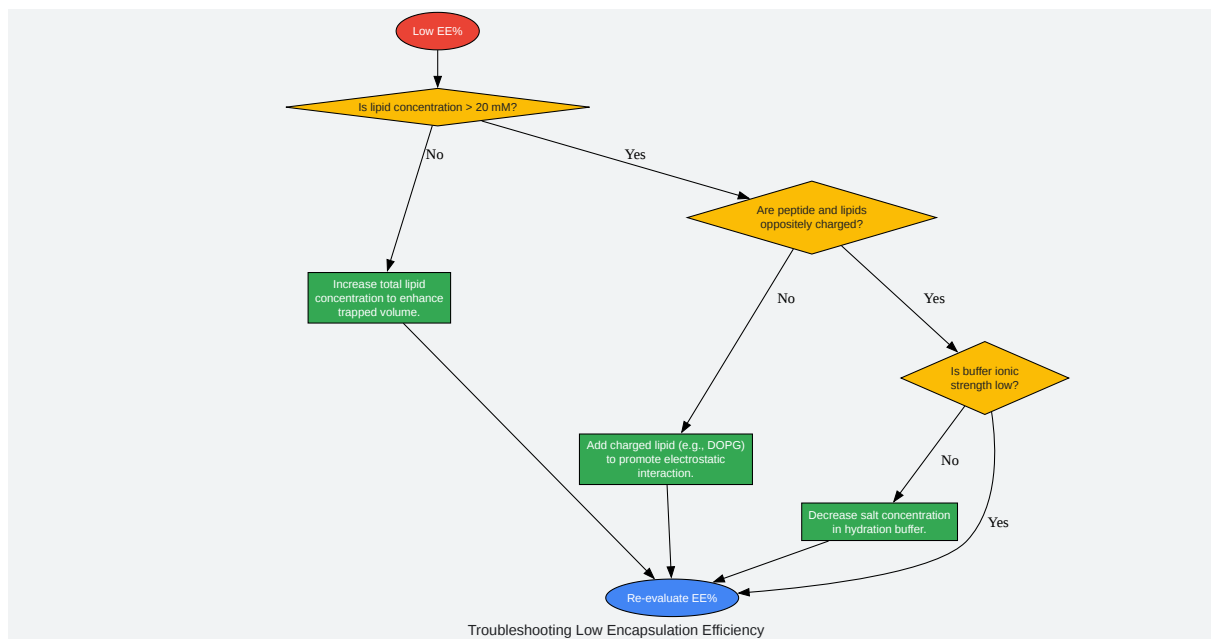 Low EE%
Is lipid concentration > 20 mM?
No
Yes
Are peptide and lipids
oppositely charged?
Increase total lipid
concentration to enhance
trapped volume.
No
Yes
Is buffer ionic
strength low?
Add charged lipid (e.g., DOPG)
to promote electrostatic
interaction.
No
Decrease salt concentration
in hydration buffer.
Yes
Re-evaluate EE%
Troubleshooting Low Encapsulation Efficiency